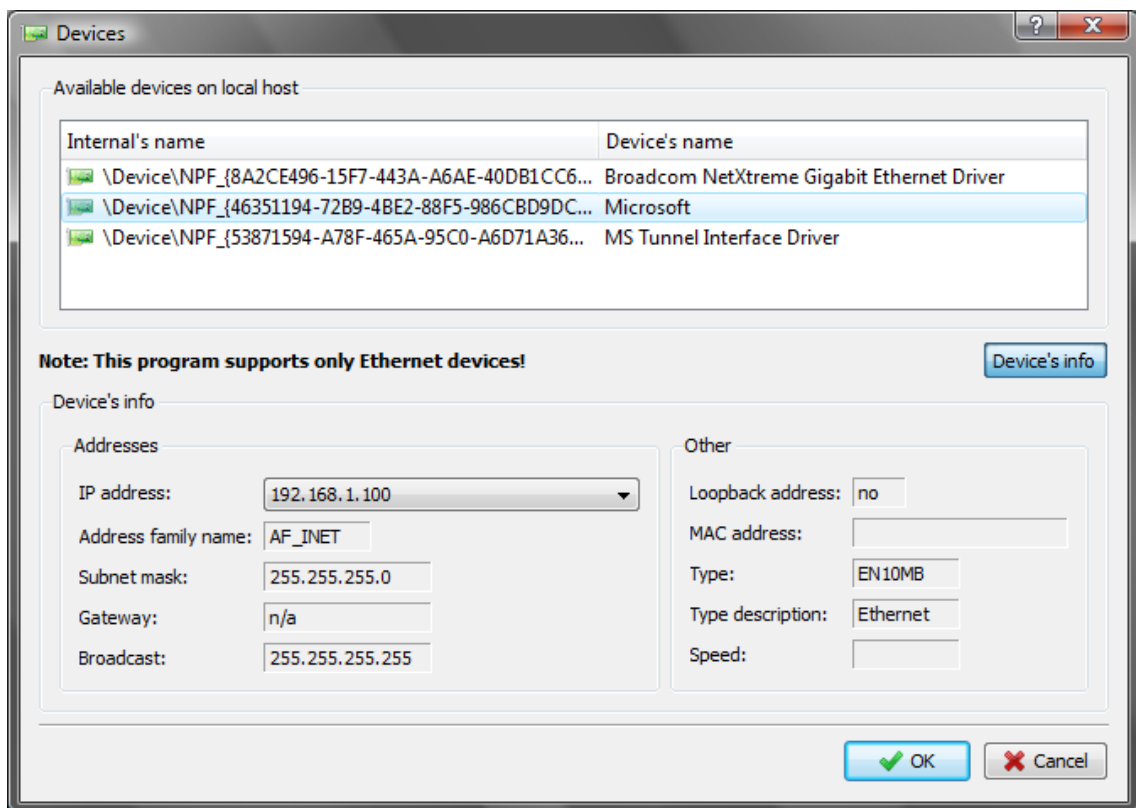 Devices
Available devices on local host
Internal's name Device's name
\Device\NPF_{8A2CE496-15F7-443A-A6AE-40DB1CC6... Broadcom NetXtreme Gigabit Ethernet Driver
\Device\NPF_{46351194-72B9-4BE2-88F5-986CBD9DC... Microsoft
\Device\NPF_{53871594-A78F-465A-95C0-A6D71A36... MS Tunnel Interface Driver
Note: This program supports only Ethernet devices! Device's info
Device's info
Addresses
IP address: 192.168.1.100
Address family name: AF_INET
Subnet mask: 255.255.255.0
Gateway: n/a
Broadcast: 255.255.255.255
Other
Loopback address: no
MAC address:
Type: EN10MB
Type description: Ethernet
Speed:
OK Cancel